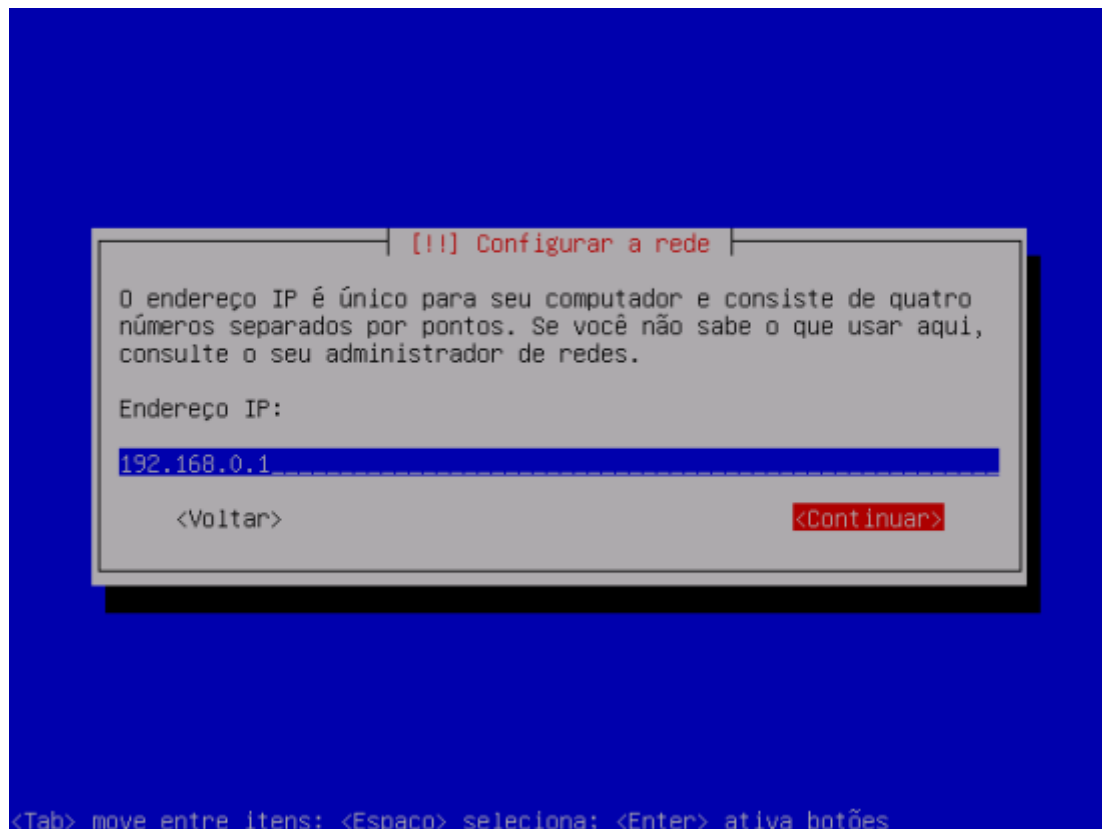 [!!] Configurar a rede
O endereço IP é único para seu computador e consiste de quatro
números separados por pontos. Se você não sabe o que usar aqui,
consulte o seu administrador de redes.
Endereço IP:
192.168.0.1
<Voltar> <Continuar>
<Tab> move entre itens; <Espaço> seleciona; <Enter> ativa botões